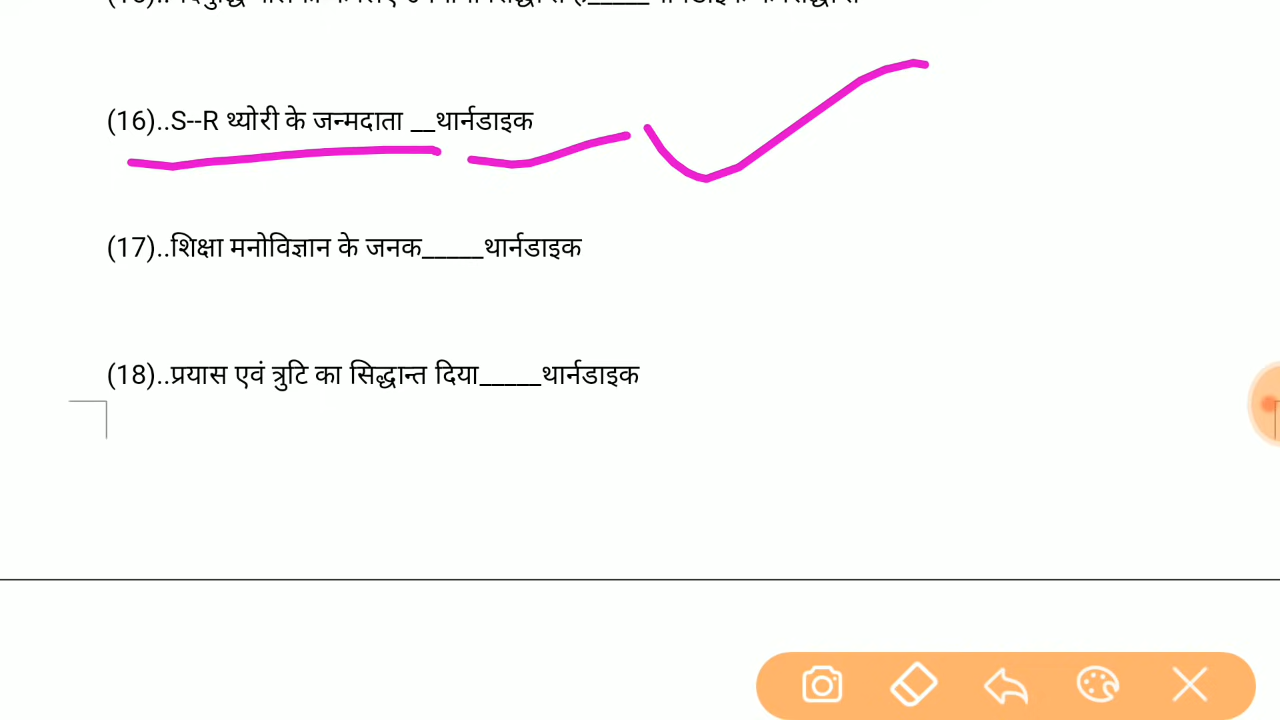 (16)..S--R थ्योरी के जन्मदाता __थार्नडाइक
(17)..शिक्षा मनोविज्ञान के जनक_____थार्नडाइक
(18)..प्रयास एवं त्रुटि का सिद्धान्त दिया_____थार्नडाइक